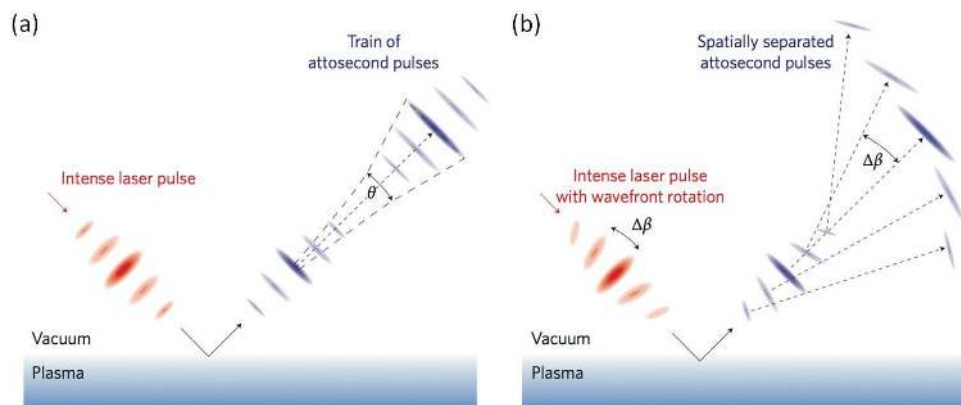 (a)
Train of
attosecond pulses
Intense laser pulse
θ
Vacuum
Plasma
(b)
Spatially separated
attosecond pulses
Δβ
Intense laser pulse
with wavefront rotation
Δβ
Vacuum
Plasma